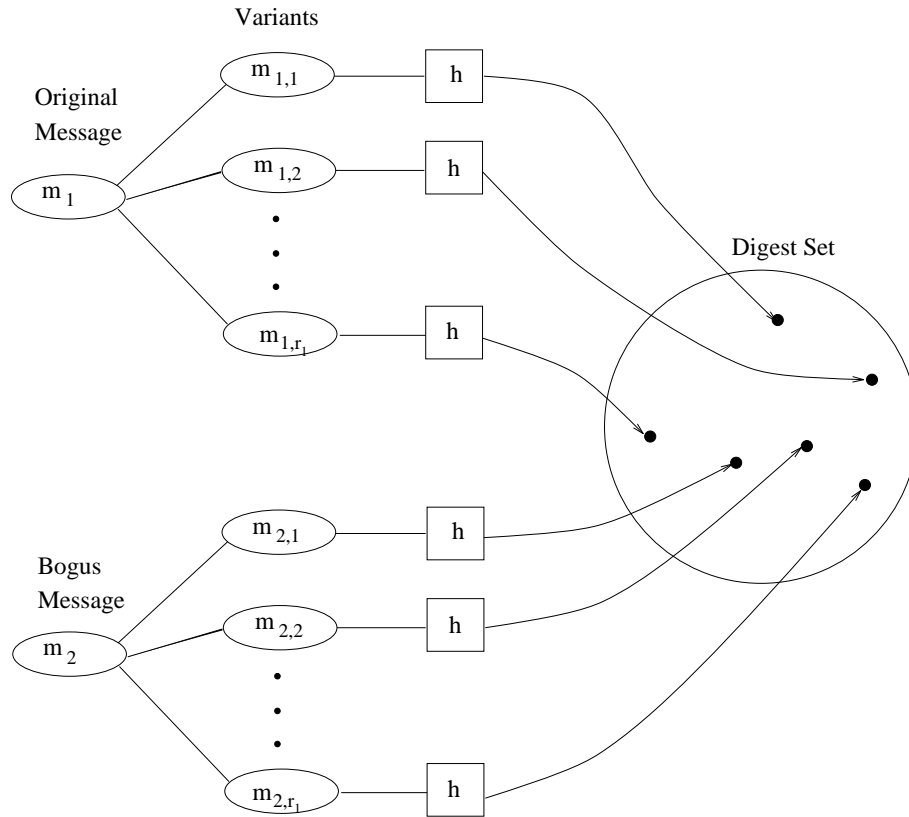 Variants
m 1,1
h
Original
Message
m 1,2
h
m 1
Digest Set
m 1,r1
h
m 2,1
h
Bogus
Message
m 2,2
h
m 2
m 2,r1
h